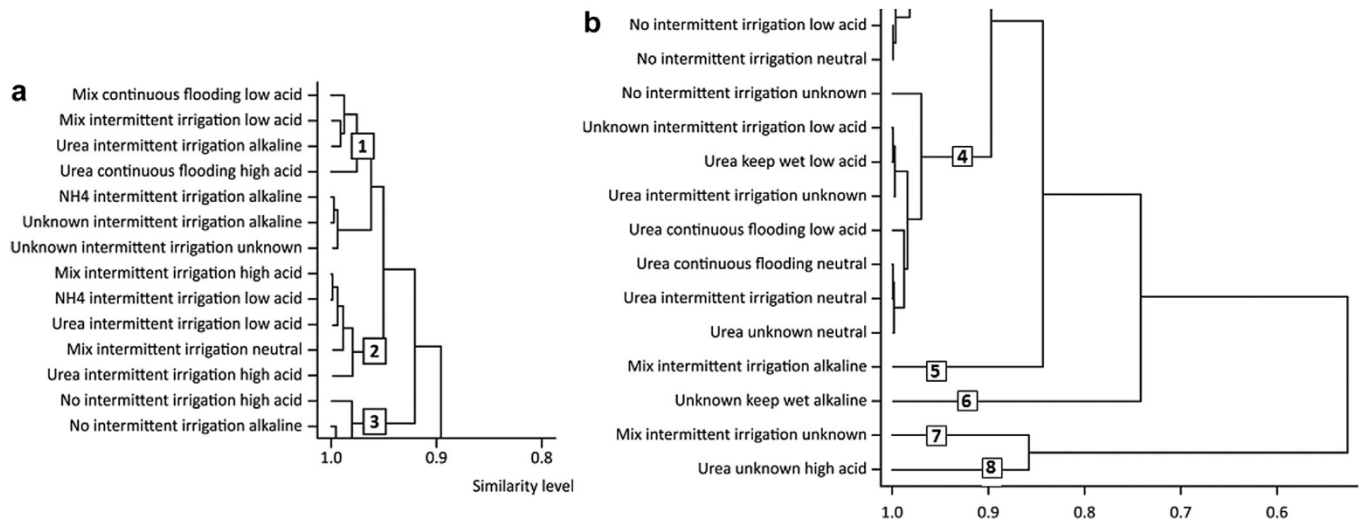 a
Mix continuous flooding low acid
Mix intermittent irrigation low acid
Urea intermittent irrigation alkaline
1
Urea continuous flooding high acid
NH4 intermittent irrigation alkaline
Unknown intermittent irrigation alkaline
Unknown intermittent irrigation unknown
Mix intermittent irrigation high acid
NH4 intermittent irrigation low acid
Urea intermittent irrigation low acid
Mix intermittent irrigation neutral
2
Urea intermittent irrigation high acid
No intermittent irrigation high acid
3
No intermittent irrigation alkaline
1.0 0.9 0.8
Similarity level
b
No intermittent irrigation low acid
No intermittent irrigation neutral
No intermittent irrigation unknown
Unknown intermittent irrigation low acid
4
Urea keep wet low acid
Urea intermittent irrigation unknown
Urea continuous flooding low acid
Urea continuous flooding neutral
Urea intermittent irrigation neutral
Urea unknown neutral
Mix intermittent irrigation alkaline
5
Unknown keep wet alkaline
6
Mix intermittent irrigation unknown
7
Urea unknown high acid
8
1.0 0.9 0.8 0.7 0.6